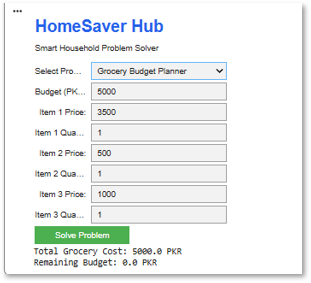 HomeSaver Hub
Smart Household Problem Solver
Select Pro... Grocery Budget Planner
Budget (PK... 5000
Item 1 Price: 3500
Item 1 Qua... 1
Item 2 Price: 500
Item 2 Qua... 1
Item 3 Price: 1000
Item 3 Qua... 1
Solve Problem
Total Grocery Cost: 5000.0 PKR
Remaining Budget: 0.0 PKR